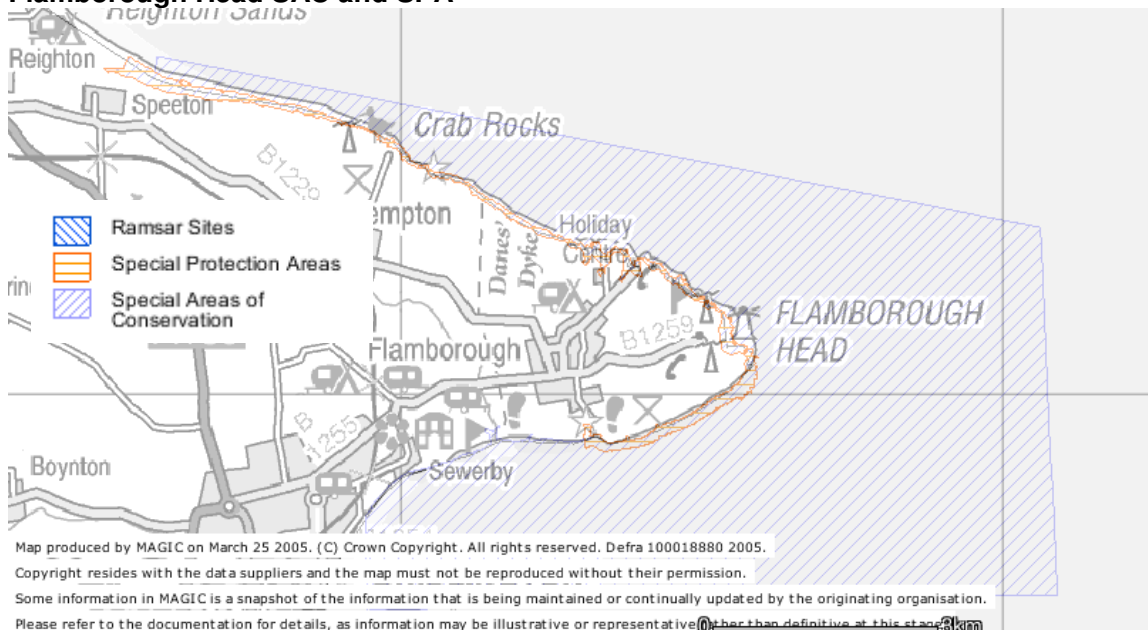 Flamborough Head SAC and SPA
Reighton Sands
Reighton
Speeton
Crab Rocks
B1229
empton
Holiday
Centre
Danes'
Dyke
Ramsar Sites
Special Protection Areas
Special Areas of
Conservation
FLAMBOROUGH
HEAD
B1259
Flamborough
B1255
Boynton
Sewerby
Map produced by MAGIC on March 25 2005. (C) Crown Copyright. All rights reserved. Defra 100018880 2005.
Copyright resides with the data suppliers and the map must not be reproduced without their permission.
Some information in MAGIC is a snapshot of the information that is being maintained or continually updated by the originating organisation.
Please refer to the documentation for details, as information may be illustrative or representative other than definitive at this stage
0 3km